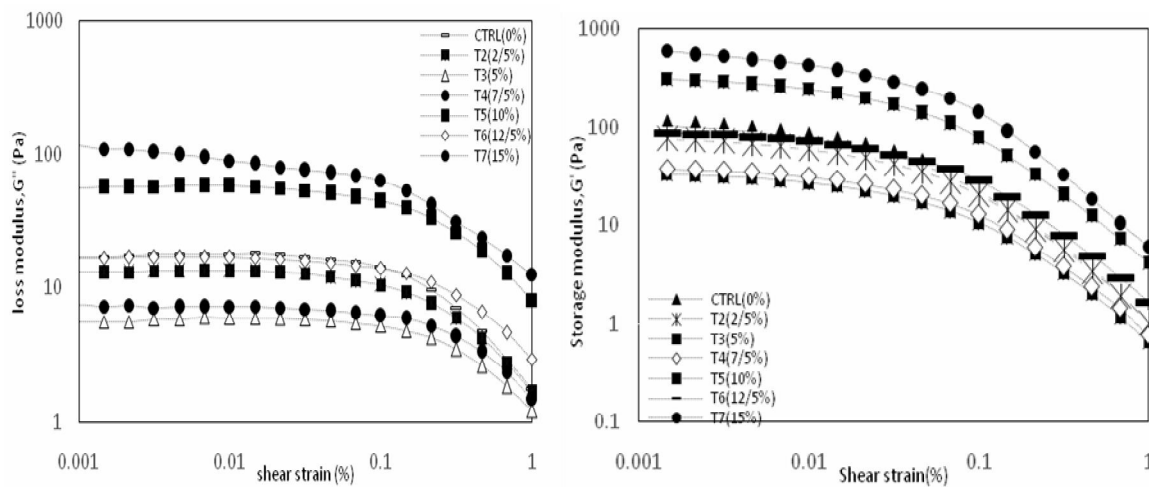 1000
100
10
1
loss modulus,G" (Pa)
0.001
0.01
0.1
1
shear strain (%)
CTRL(0%)
T2(2/5%)
T3(5%)
T4(7/5%)
T5(10%)
T6(12/5%)
T7(15%)
1000
100
10
1
0.1
Storage modulus,G' (Pa)
0.001
0.01
0.1
1
Shear strain(%)
CTRL(0%)
T2(2/5%)
T3(5%)
T4(7/5%)
T5(10%)
T6(12/5%)
T7(15%)